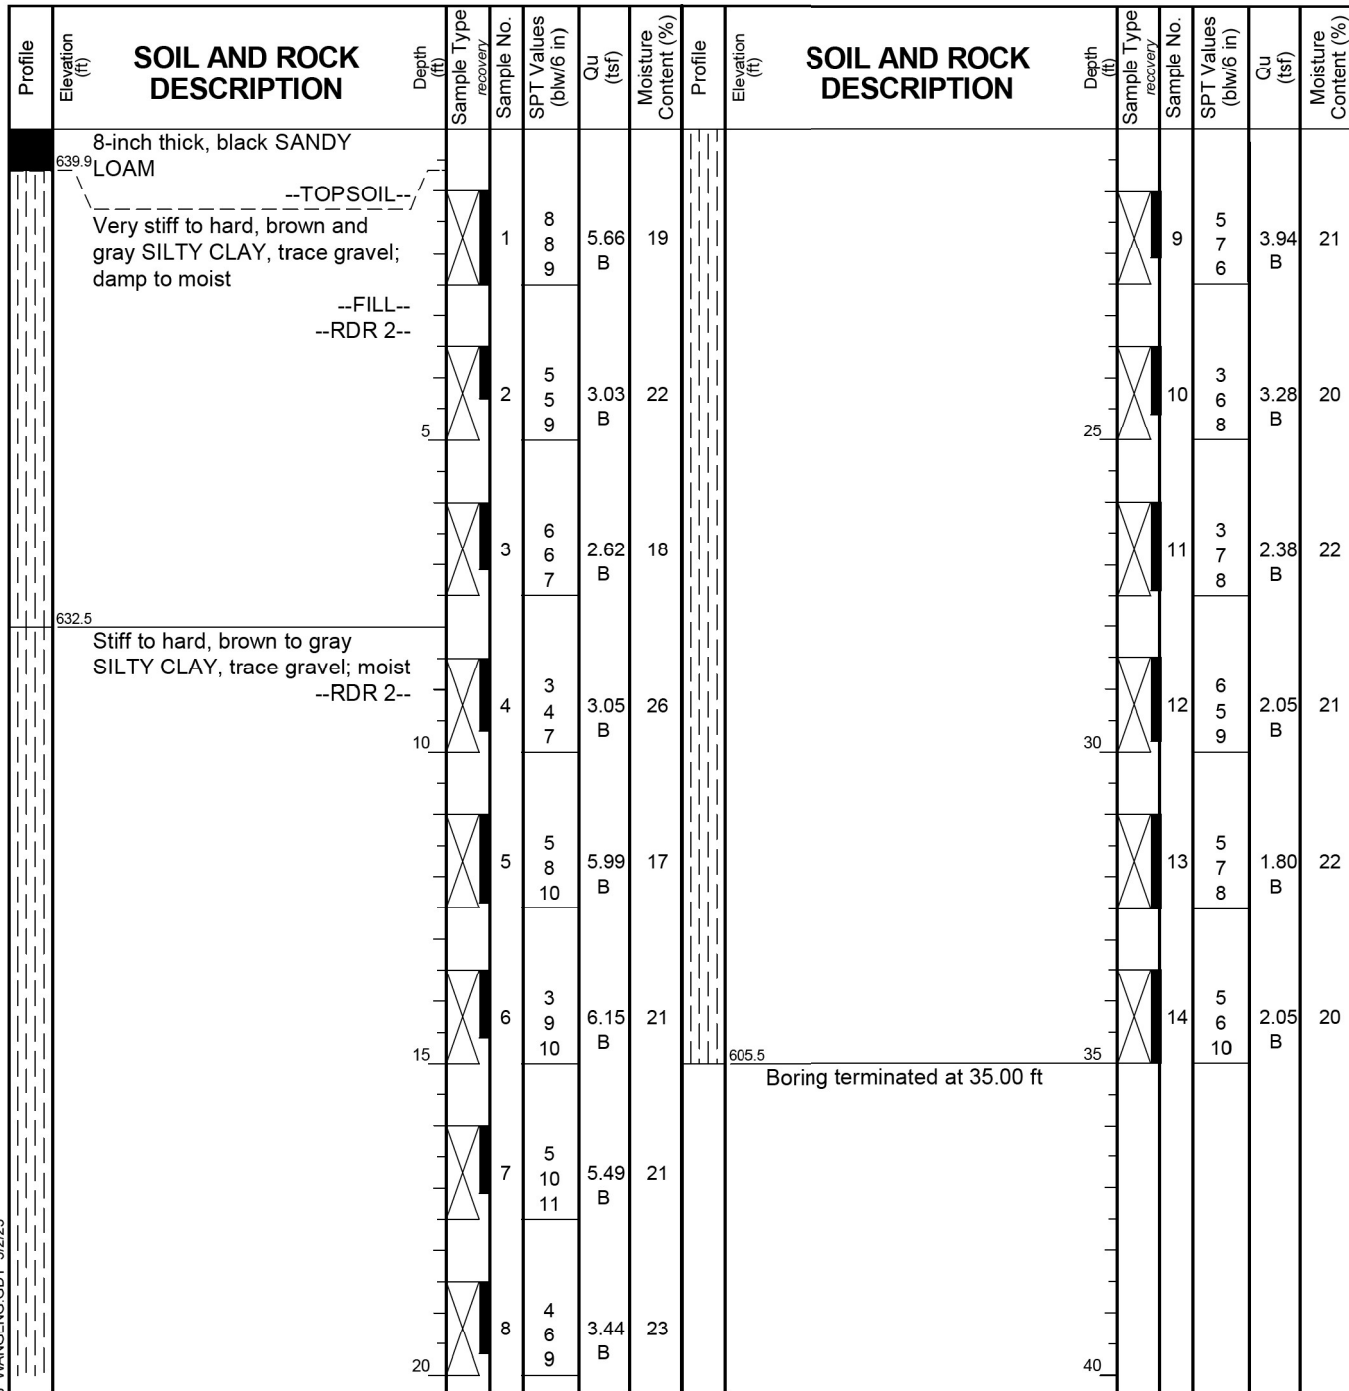 Profile
Elevation
(ft)
SOIL AND ROCK
DESCRIPTION
Depth
(ft)
Sample Type
recovery
Sample No.
SPT Values
(blw/6 in)
Qu
(tsf)
Moisture
Content (%)
Profile
Elevation
(ft)
SOIL AND ROCK
DESCRIPTION
Depth
(ft)
Sample Type
recovery
Sample No.
SPT Values
(blw/6 in)
Qu
(tsf)
Moisture
Content (%)
8-inch thick, black SANDY
639.9 LOAM
--TOPSOIL--
Very stiff to hard, brown and
gray SILTY CLAY, trace gravel;
damp to moist
--FILL--
--RDR 2--
1
8
8
9
5.66
B
19
2
5
5
9
3.03
B
22
5
3
6
6
7
2.62
B
18
632.5
Stiff to hard, brown to gray
SILTY CLAY, trace gravel; moist
--RDR 2--
4
3
4
7
3.05
B
26
10
5
5
8
10
5.99
B
17
6
3
9
10
6.15
B
21
15
7
5
10
11
5.49
B
21
8
4
6
9
3.44
B
23
20
9
5
7
6
3.94
B
21
10
3
6
8
3.28
B
20
25
11
3
7
8
2.38
B
22
12
6
5
9
2.05
B
21
30
13
5
7
8
1.80
B
22
14
5
6
10
2.05
B
20
35
605.5
Boring terminated at 35.00 ft
40